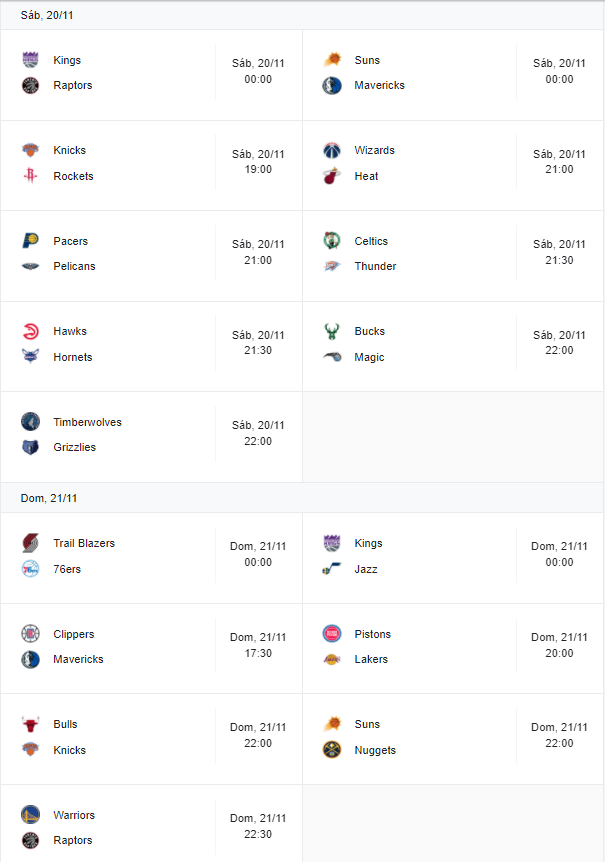 Sáb, 20/11
Kings
Raptors
Sáb, 20/11
00:00
Suns
Mavericks
Sáb, 20/11
00:00
Knicks
Rockets
Sáb, 20/11
19:00
Wizards
Heat
Sáb, 20/11
21:00
Pacers
Pelicans
Sáb, 20/11
21:00
Celtics
Thunder
Sáb, 20/11
21:30
Hawks
Hornets
Sáb, 20/11
21:30
Bucks
Magic
Sáb, 20/11
22:00
Timberwolves
Grizzlies
Sáb, 20/11
22:00
Dom, 21/11
Trail Blazers
76ers
Dom, 21/11
00:00
Kings
Jazz
Dom, 21/11
00:00
Clippers
Mavericks
Dom, 21/11
17:30
Pistons
Lakers
Dom, 21/11
20:00
Bulls
Knicks
Dom, 21/11
22:00
Suns
Nuggets
Dom, 21/11
22:00
Warriors
Raptors
Dom, 21/11
22:30